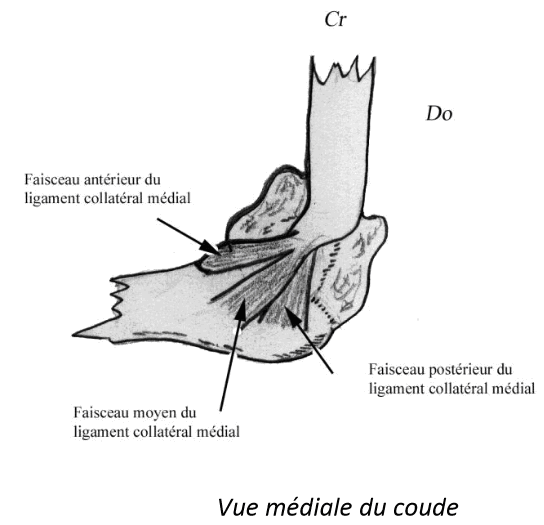 Cr
Do
Faisceau antérieur du
ligament collatéral médial
Faisceau postérieur du
ligament collatéral médial
Faisceau moyen du
ligament collatéral médial
Vue médiale du coude